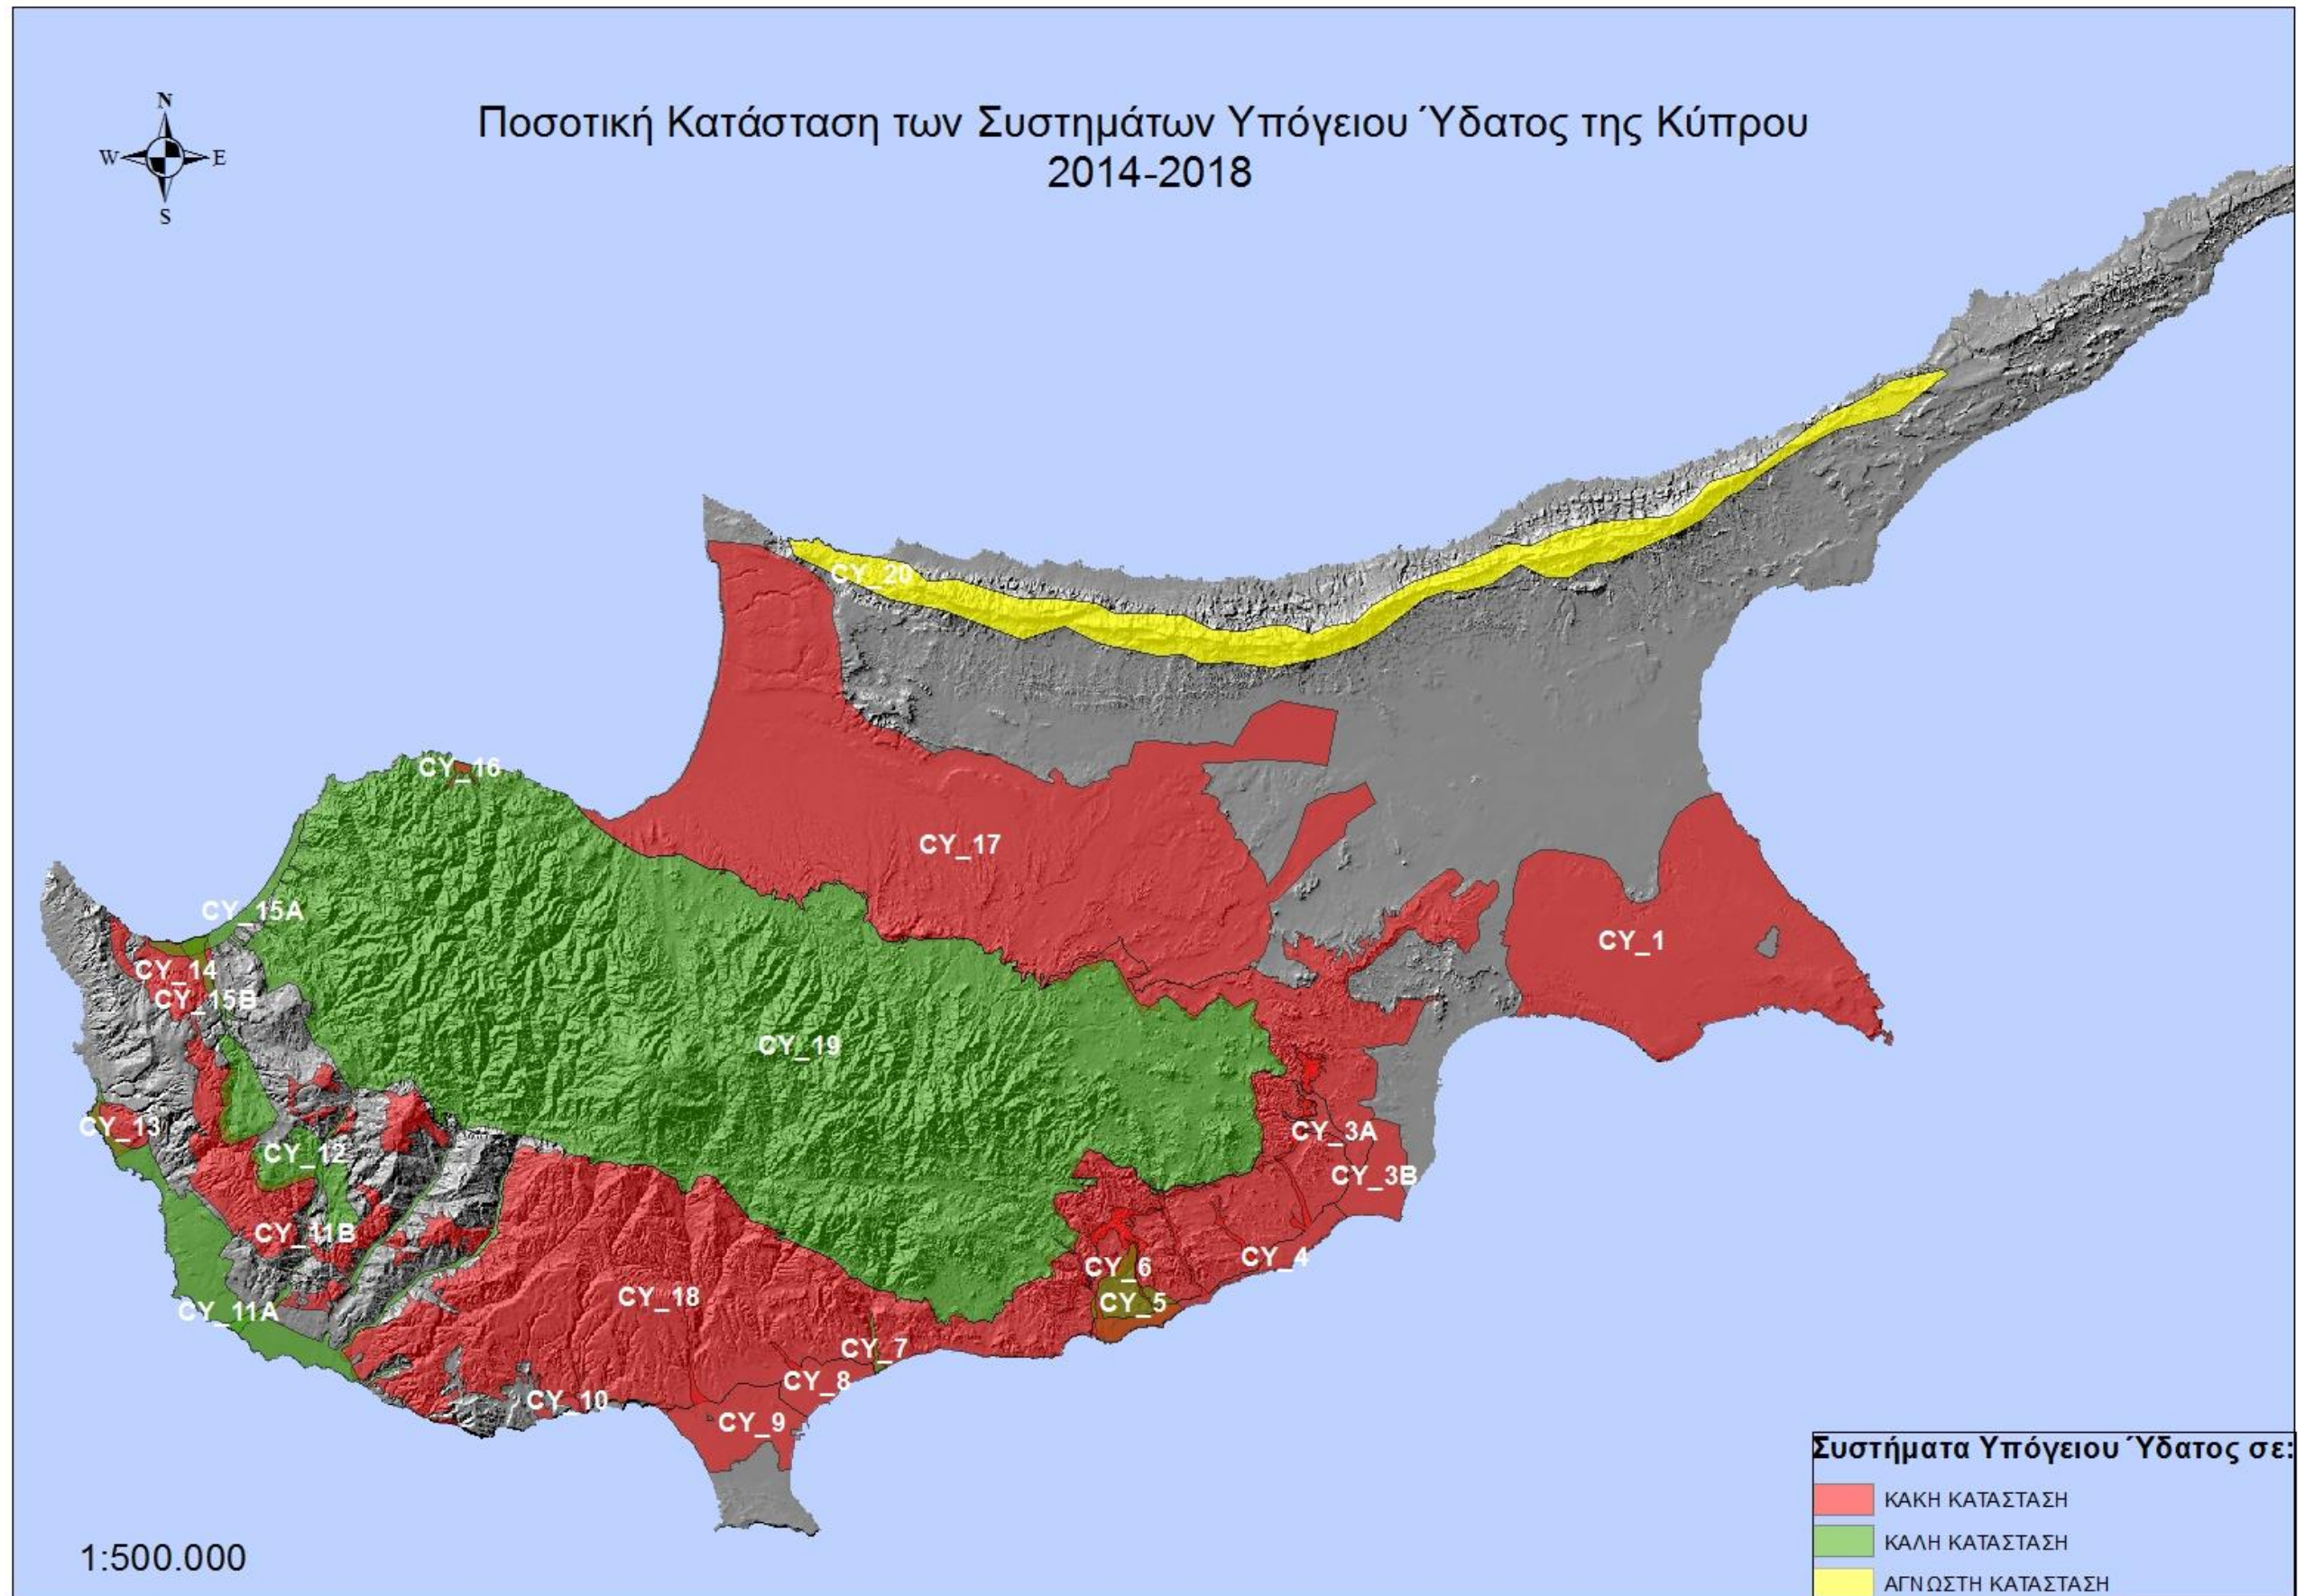 N
W E
S
Ποσοτική Κατάσταση των Συστημάτων Υπόγειου Ύδατος της Κύπρου
2014-2018
CY_20
CY_16
CY_17
CY_15A
CY_1
CY_14
CY_15B
CY_19
CY_13
CY_3A
CY_12
CY_3B
CY_11B
CY_6
CY_4
CY_18
CY_5
CY_11A
CY_7
CY_8
CY_10
CY_9
Συστήματα Υπόγειου Ύδατος σε:
ΚΑΚΗ ΚΑΤΑΣΤΑΣΗ
ΚΑΛΗ ΚΑΤΑΣΤΑΣΗ
ΑΓΝΩΣΤΗ ΚΑΤΑΣΤΑΣΗ
1:500.000